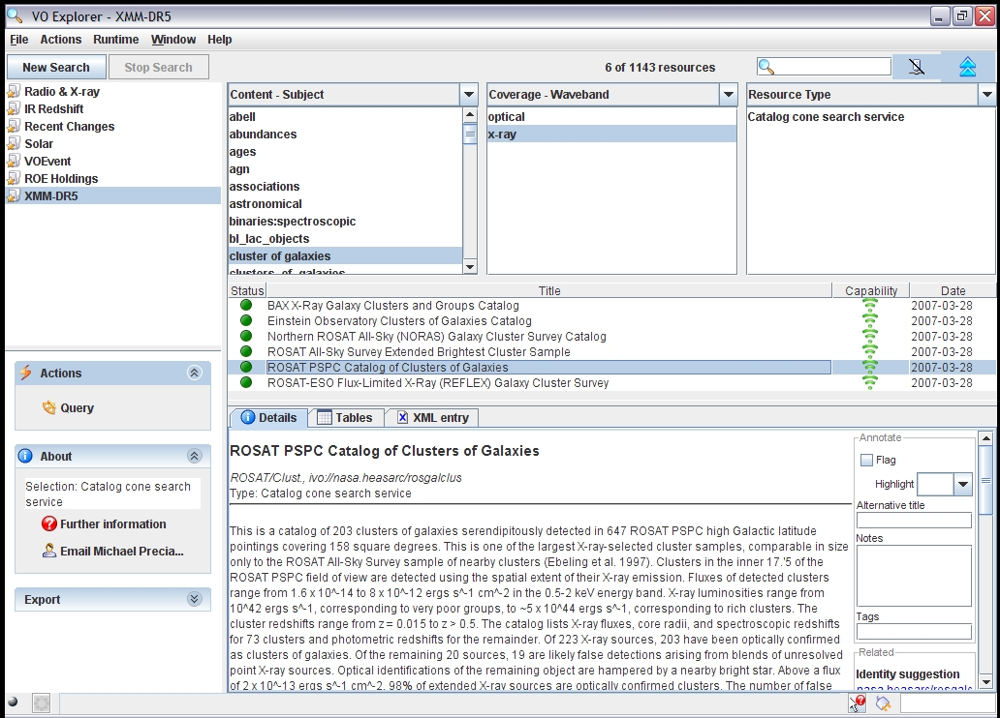 VO Explorer - XMM-DR5
File Actions Runtime Window Help
New Search Stop Search 6 of 1143 resources
Radio & X-ray
IR Redshift
Recent Changes
Solar
VOEvent
ROE Holdings
XMM-DR5
Content - Subject
abell
abundances
ages
agn
associations
astronomical
binaries:spectroscopic
bl_lac_objects
cluster of galaxies
clusters_of_galaxies
Coverage - Waveband
optical
x-ray
Resource Type
Catalog cone search service
Status Title Capability Date
BAX X-Ray Galaxy Clusters and Groups Catalog 2007-03-28
Einstein Observatory Clusters of Galaxies Catalog 2007-03-28
Northern ROSAT All-Sky (NORAS) Galaxy Cluster Survey Catalog 2007-03-28
ROSAT All-Sky Survey Extended Brightest Cluster Sample 2007-03-28
ROSAT PSPC Catalog of Clusters of Galaxies 2007-03-28
ROSAT-ESO Flux-Limited X-Ray (REFLEX) Galaxy Cluster Survey 2007-03-28
Actions
Query
About
Selection: Catalog cone search
service
Further information
Email Michael Precia...
Export
Details Tables XML entry
ROSAT PSPC Catalog of Clusters of Galaxies
ROSAT/Clust., ivo://nasa.heasarc/rosgalclus
Type: Catalog cone search service
This is a catalog of 203 clusters of galaxies serendipitously detected in 647 ROSAT PSPC high Galactic latitude
pointings covering 158 square degrees. This is one of the largest X-ray-selected cluster samples, comparable in size
only to the ROSAT All-Sky Survey sample of nearby clusters (Ebeling et al. 1997). Clusters in the inner 17.'5 of the
ROSAT PSPC field of view are detected using the spatial extent of their X-ray emission. Fluxes of detected clusters
range from 1.6 x 10^-14 to 8 x 10^-12 ergs s^-1 cm^-2 in the 0.5-2 keV energy band. X-ray luminosities range from
10^42 ergs s^-1, corresponding to very poor groups, to ~5 x 10^44 ergs s^-1, corresponding to rich clusters. The
cluster redshifts range from z = 0.015 to z > 0.5. The catalog lists X-ray fluxes, core radii, and spectroscopic redshifts
for 73 clusters and photometric redshifts for the remainder. Of 223 X-ray sources, 203 have been optically confirmed
as clusters of galaxies. Of the remaining 20 sources, 19 are likely false detections arising from blends of unresolved
point X-ray sources. Optical identifications of the remaining object are hampered by a nearby bright star. Above a flux
of 2 x 10^-13 ergs s^-1 cm^-2, 98% of extended X-ray sources are optically confirmed clusters. The number of false
Annotate
Flag
Highlight
Alternative title
Notes
Tags
Related
Identity suggestion
nasa.heasarc/rosgalc